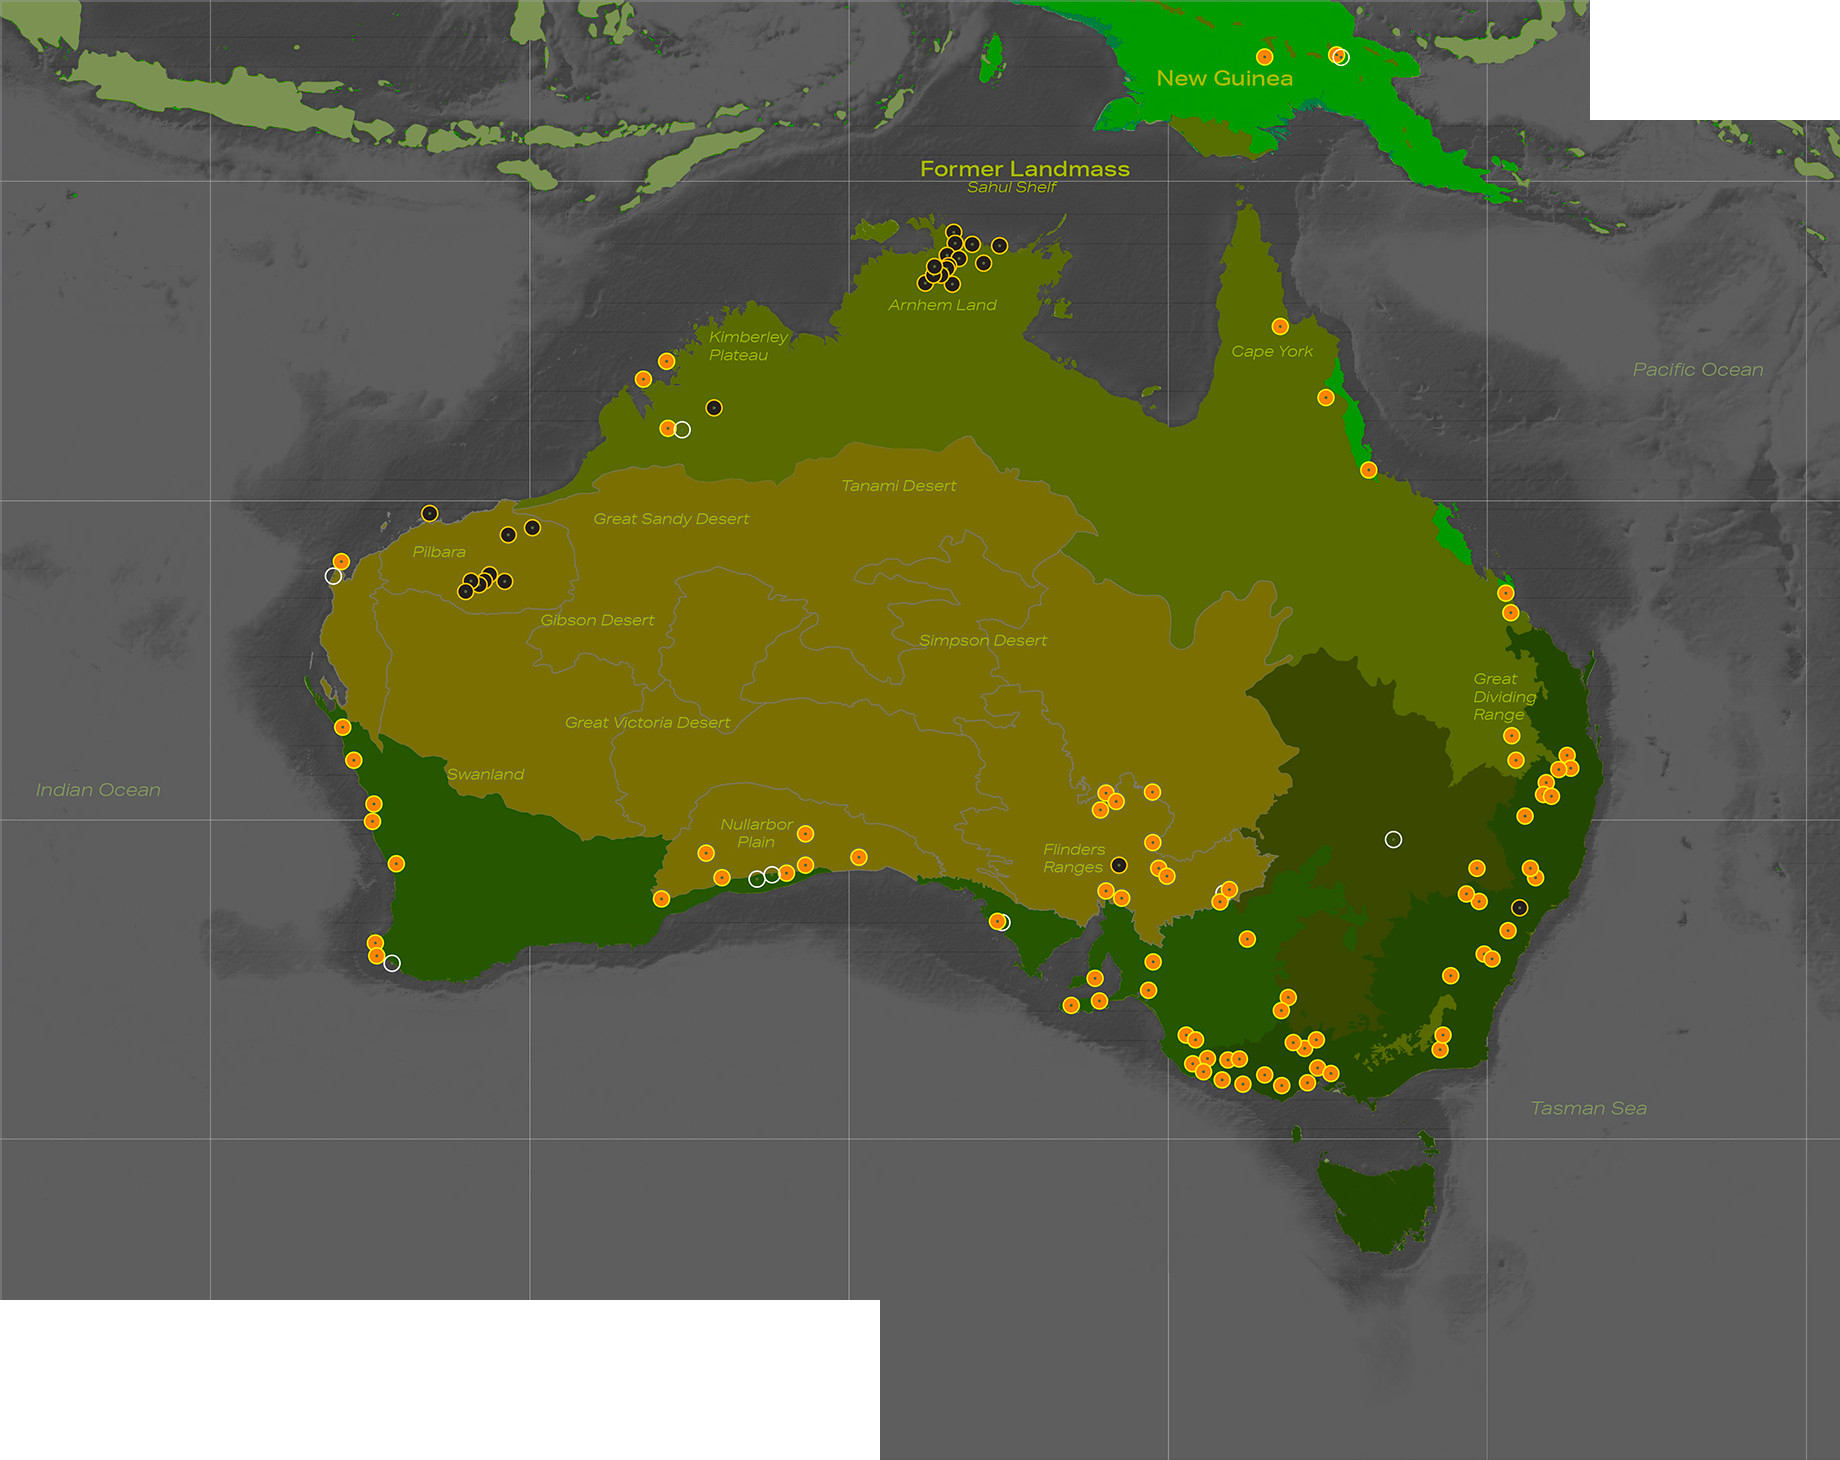 New Guinea
Former Landmass
Sahul Shelf
Arnhem Land
Kimberley
Plateau
Cape York
Pacific Ocean
Tanami Desert
Great Sandy Desert
Pilbara
Gibson Desert
Simpson Desert
Great
Dividing
Range
Great Victoria Desert
Swanland
Indian Ocean
Nullarbor
Plain
Flinders
Ranges
Tasman Sea